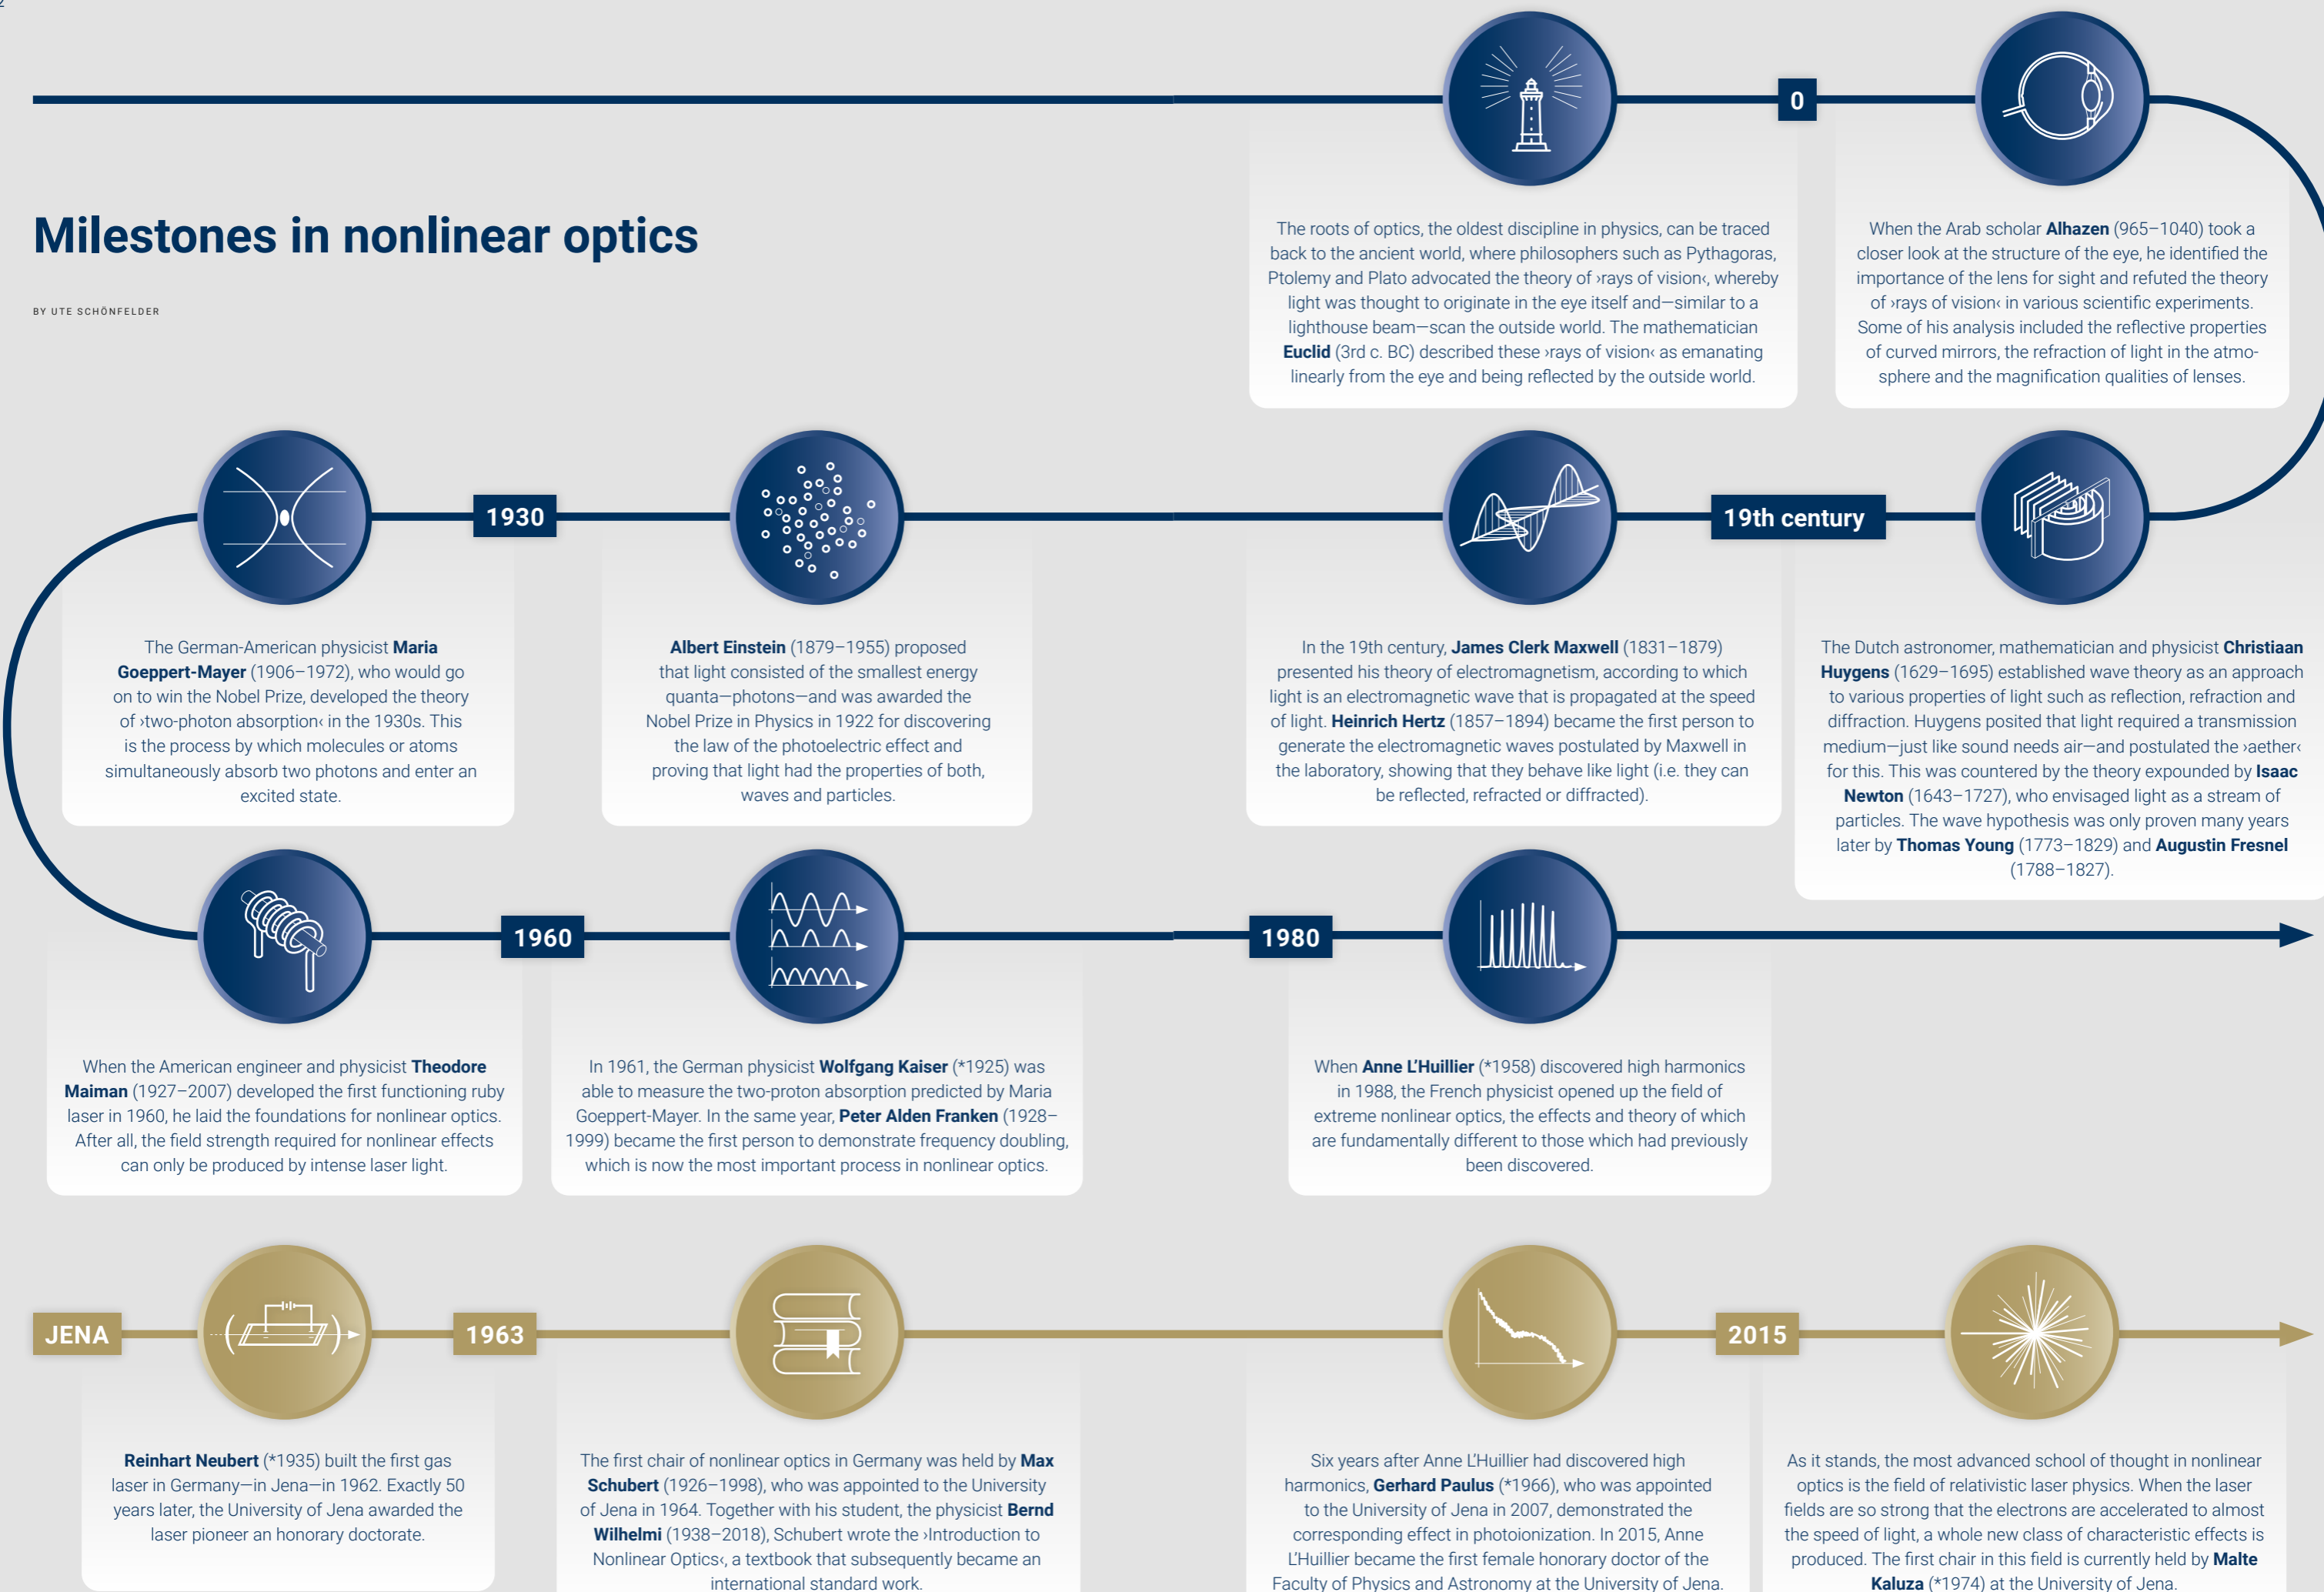 Milestones in nonlinear optics
BY UTE SCHÖNFELDER
0
The roots of optics, the oldest discipline in physics, can be traced
back to the ancient world, where philosophers such as Pythagoras,
Ptolemy and Plato advocated the theory of ›rays of vision‹, whereby
light was thought to originate in the eye itself and—similar to a
lighthouse beam—scan the outside world. The mathematician
Euclid (3rd c. BC) described these ›rays of vision‹ as emanating
linearly from the eye and being reflected by the outside world.
When the Arab scholar Alhazen (965–1040) took a
closer look at the structure of the eye, he identified the
importance of the lens for sight and refuted the theory
of ›rays of vision‹ in various scientific experiments.
Some of his analysis included the reflective properties
of curved mirrors, the refraction of light in the atmo-
sphere and the magnification qualities of lenses.
1930
19th century
The German-American physicist Maria
Goeppert-Mayer (1906–1972), who would go
on to win the Nobel Prize, developed the theory
of ›two-photon absorption‹ in the 1930s. This
is the process by which molecules or atoms
simultaneously absorb two photons and enter an
excited state.
Albert Einstein (1879–1955) proposed
that light consisted of the smallest energy
quanta—photons—and was awarded the
Nobel Prize in Physics in 1922 for discovering
the law of the photoelectric effect and
proving that light had the properties of both,
waves and particles.
In the 19th century, James Clerk Maxwell (1831–1879)
presented his theory of electromagnetism, according to which
light is an electromagnetic wave that is propagated at the speed
of light. Heinrich Hertz (1857–1894) became the first person to
generate the electromagnetic waves postulated by Maxwell in
the laboratory, showing that they behave like light (i.e. they can
be reflected, refracted or diffracted).
The Dutch astronomer, mathematician and physicist Christiaan
Huygens (1629–1695) established wave theory as an approach
to various properties of light such as reflection, refraction and
diffraction. Huygens posited that light required a transmission
medium—just like sound needs air—and postulated the ›aether‹
for this. This was countered by the theory expounded by Isaac
Newton (1643–1727), who envisaged light as a stream of
particles. The wave hypothesis was only proven many years
later by Thomas Young (1773–1829) and Augustin Fresnel
(1788–1827).
1960
1980
When the American engineer and physicist Theodore
Maiman (1927–2007) developed the first functioning ruby
laser in 1960, he laid the foundations for nonlinear optics.
After all, the field strength required for nonlinear effects
can only be produced by intense laser light.
In 1961, the German physicist Wolfgang Kaiser (*1925) was
able to measure the two-proton absorption predicted by Maria
Goeppert-Mayer. In the same year, Peter Alden Franken (1928–
1999) became the first person to demonstrate frequency doubling,
which is now the most important process in nonlinear optics.
When Anne L’Huillier (*1958) discovered high harmonics
in 1988, the French physicist opened up the field of
extreme nonlinear optics, the effects and theory of which
are fundamentally different to those which had previously
been discovered.
JENA
1963
2015
Reinhart Neubert (*1935) built the first gas
laser in Germany—in Jena—in 1962. Exactly 50
years later, the University of Jena awarded the
laser pioneer an honorary doctorate.
The first chair of nonlinear optics in Germany was held by Max
Schubert (1926–1998), who was appointed to the University
of Jena in 1964. Together with his student, the physicist Bernd
Wilhelmi (1938–2018), Schubert wrote the ›Introduction to
Nonlinear Optics‹, a textbook that subsequently became an
international standard work.
Six years after Anne L’Huillier had discovered high
harmonics, Gerhard Paulus (*1966), who was appointed
to the University of Jena in 2007, demonstrated the
corresponding effect in photoionization. In 2015, Anne
L’Huillier became the first female honorary doctor of the
Faculty of Physics and Astronomy at the University of Jena.
As it stands, the most advanced school of thought in nonlinear
optics is the field of relativistic laser physics. When the laser
fields are so strong that the electrons are accelerated to almost
the speed of light, a whole new class of characteristic effects is
produced. The first chair in this field is currently held by Malte
Kaluza (*1974) at the University of Jena.